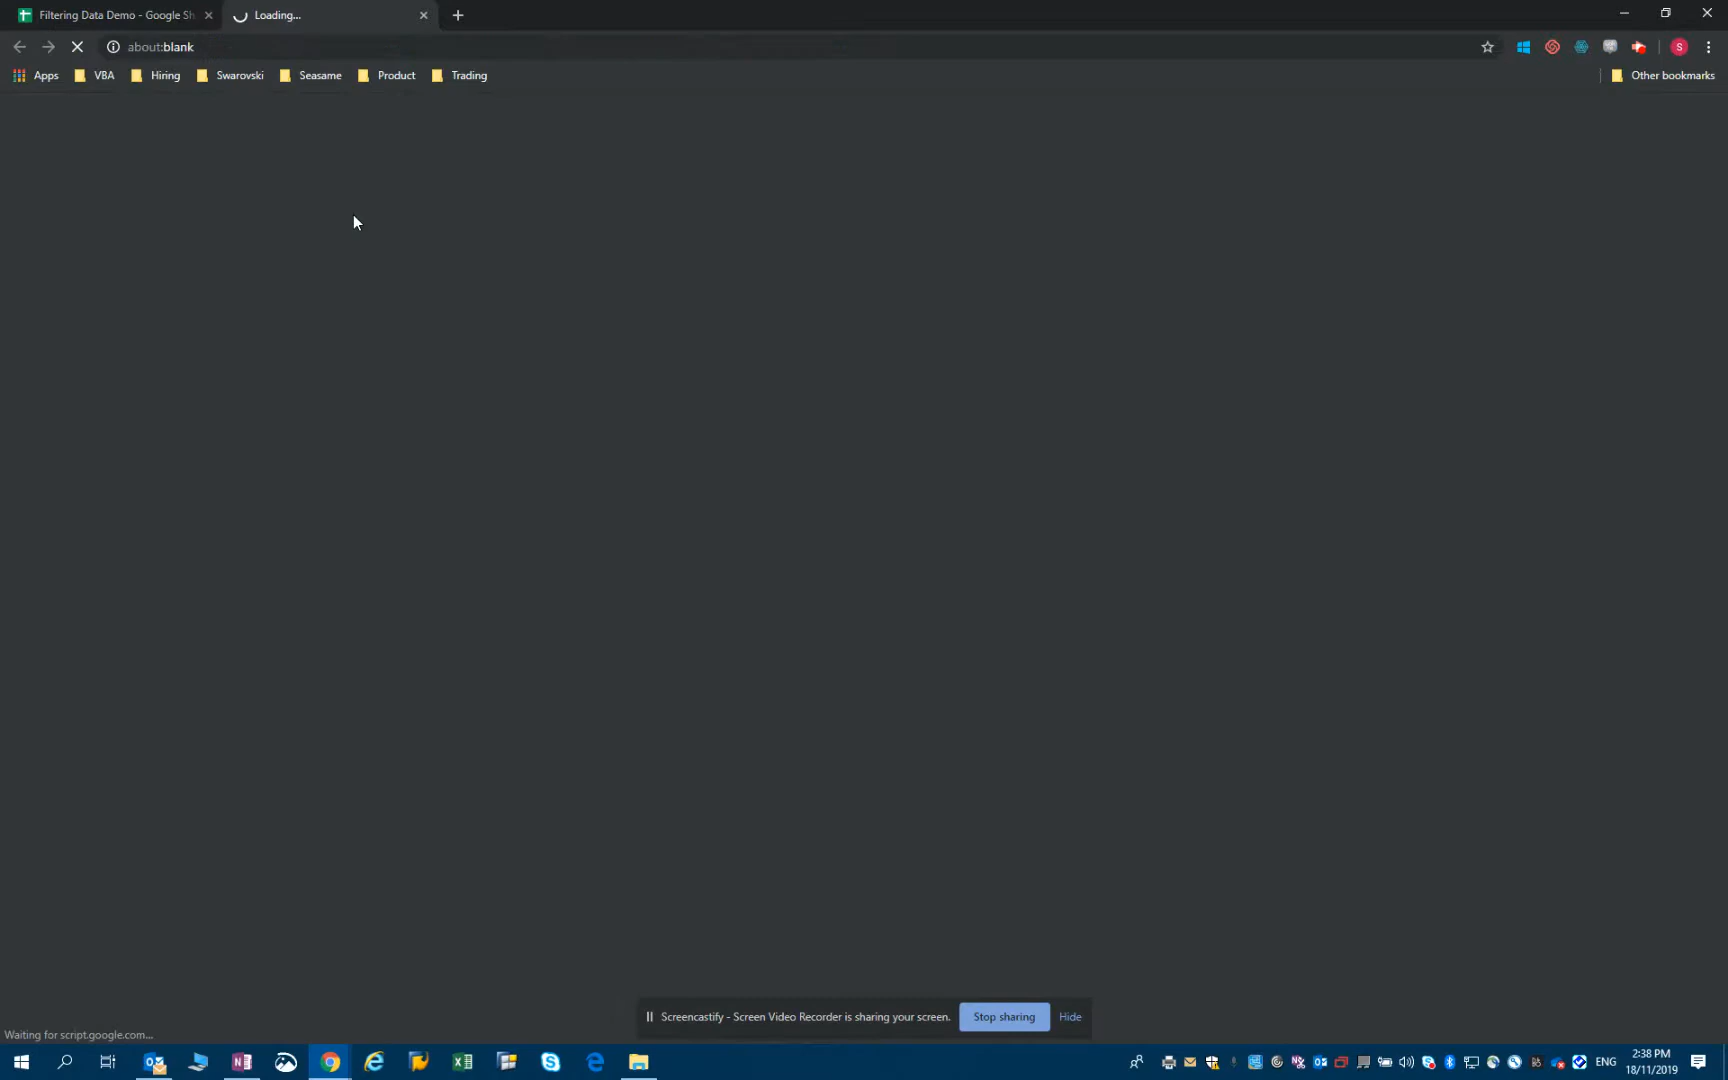 Filtering Data Demo - Google Sh
Loading...
about:blank
S
Apps
VBA
Hiring
Swarovski
Seasame
Product
Trading
Other bookmarks
Screencastify - Screen Video Recorder is sharing your screen.
Stop sharing
Hide
Waiting for script.google.com...
ENG
2:38 PM
18/11/2019